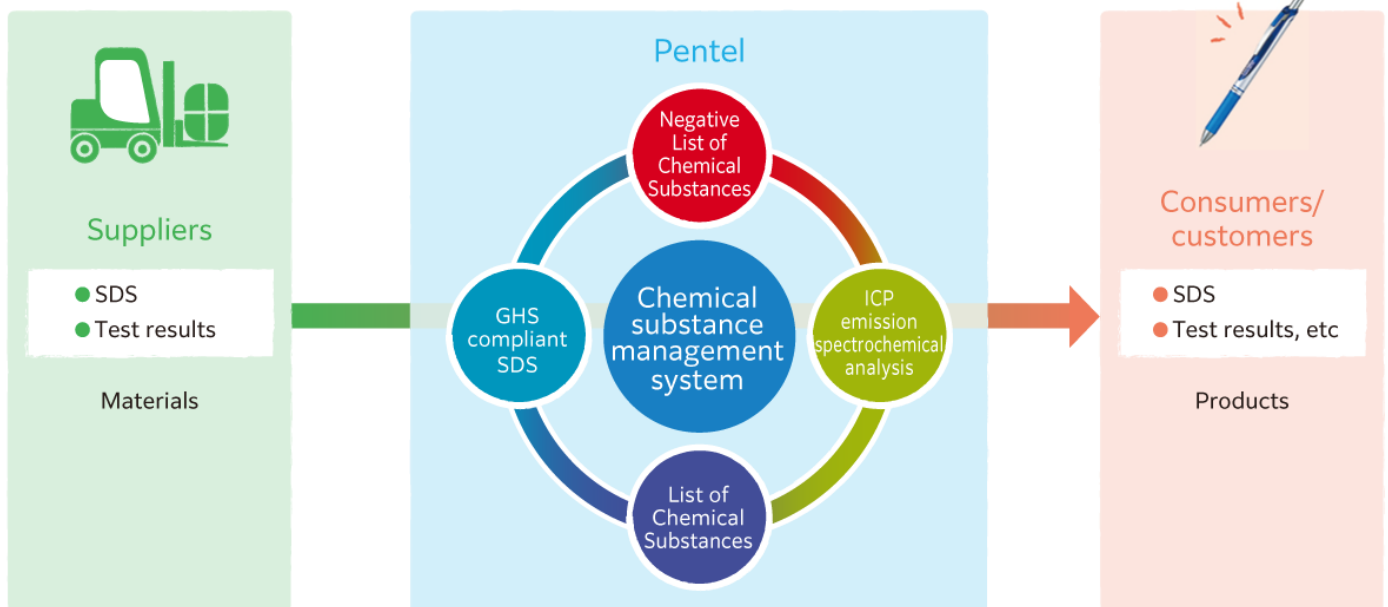 Suppliers
SDS
Test results
Materials
Pentel
Negative
List of
Chemical
Substances
GHS
compliant
SDS
Chemical
substance
management
system
ICP
emission
spectrochemical
analysis
List of
Chemical
Substances
Consumers/
customers
SDS
Test results, etc
Products